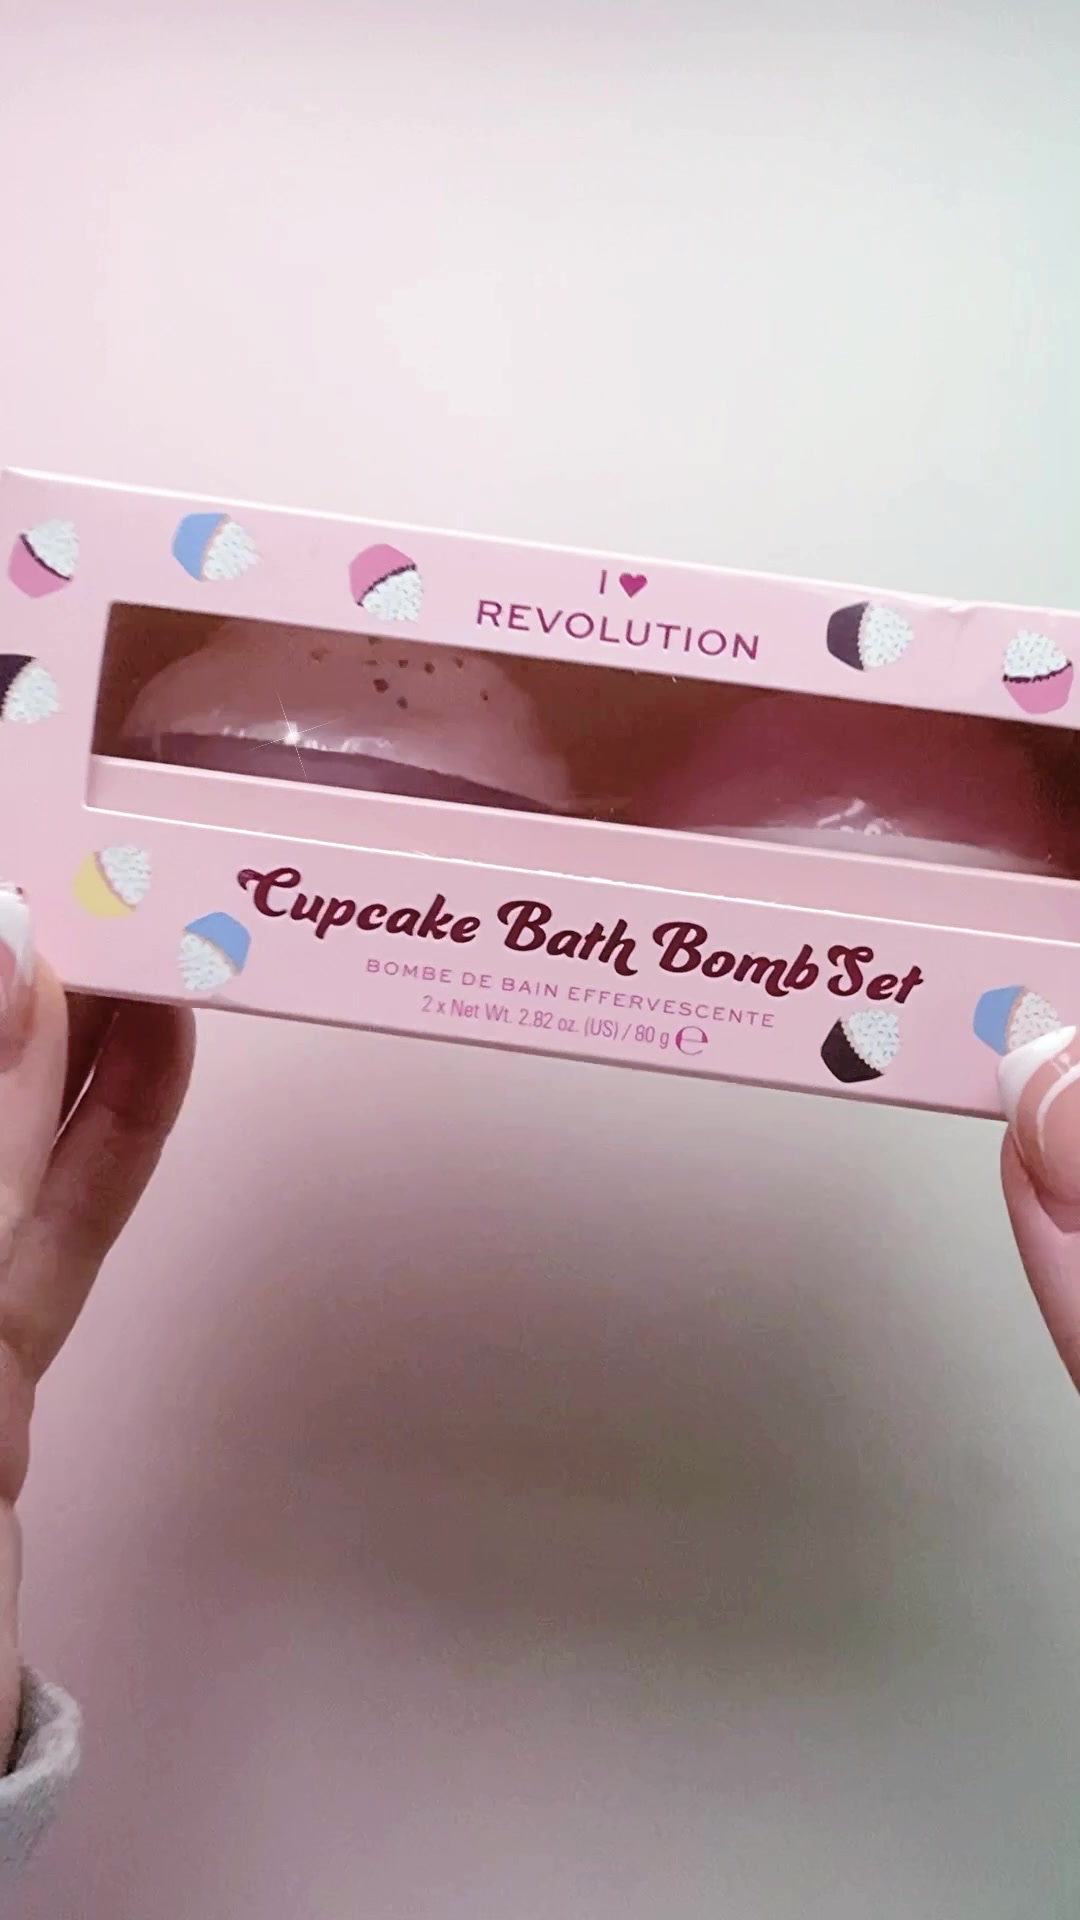 I ♥
REVOLUTION
Cupcake Bath Bomb Set
BOMBE DE BAIN EFFERVESCENTE
2 x Net Wt. 2.82 oz. (US) / 80 g ℮